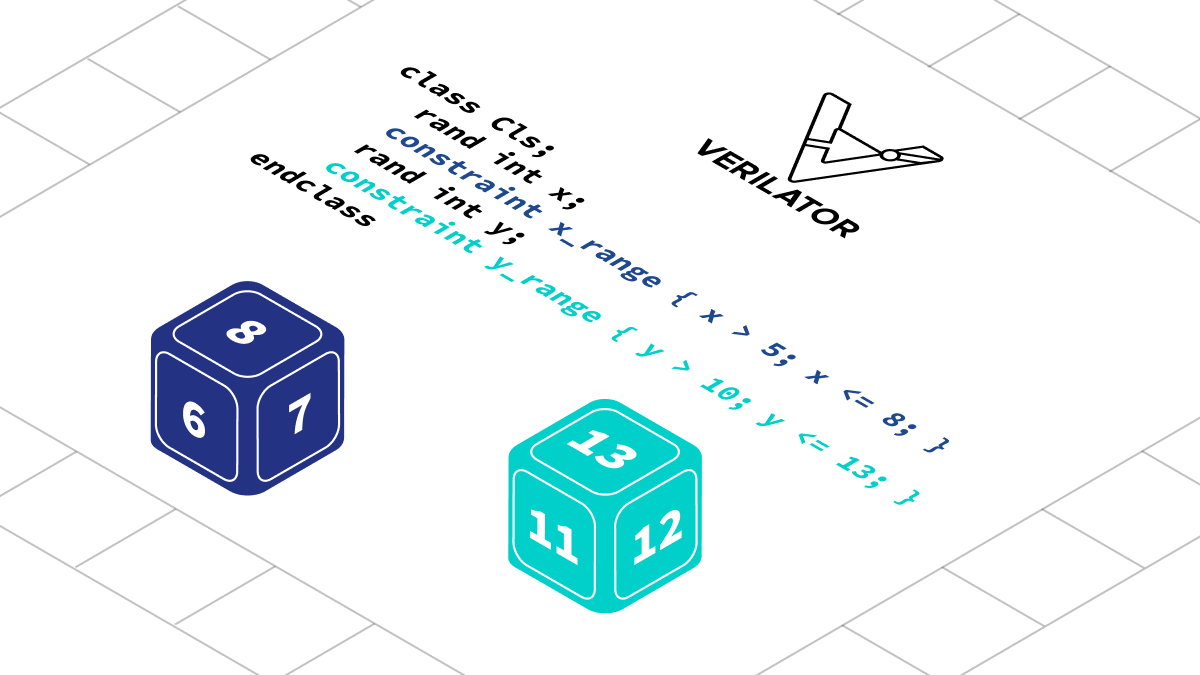 class Cls;
rand int x;
constraint x_range { x > 5; x <= 8; }
rand int y;
constraint y_range { y > 10; y <= 13; }
endclass
VERILATOR
8
6
7
13
11
12